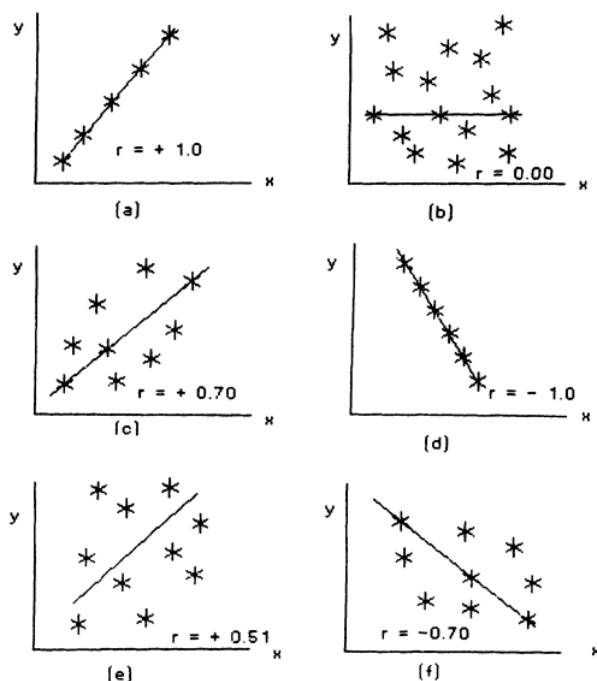 y
r = + 1.0
x
(a)
y
r = 0.00
x
(b)
y
r = + 0.70
x
(c)
y
r = - 1.0
x
(d)
y
r = + 0.51
x
(e)
y
r = -0.70
x
(f)